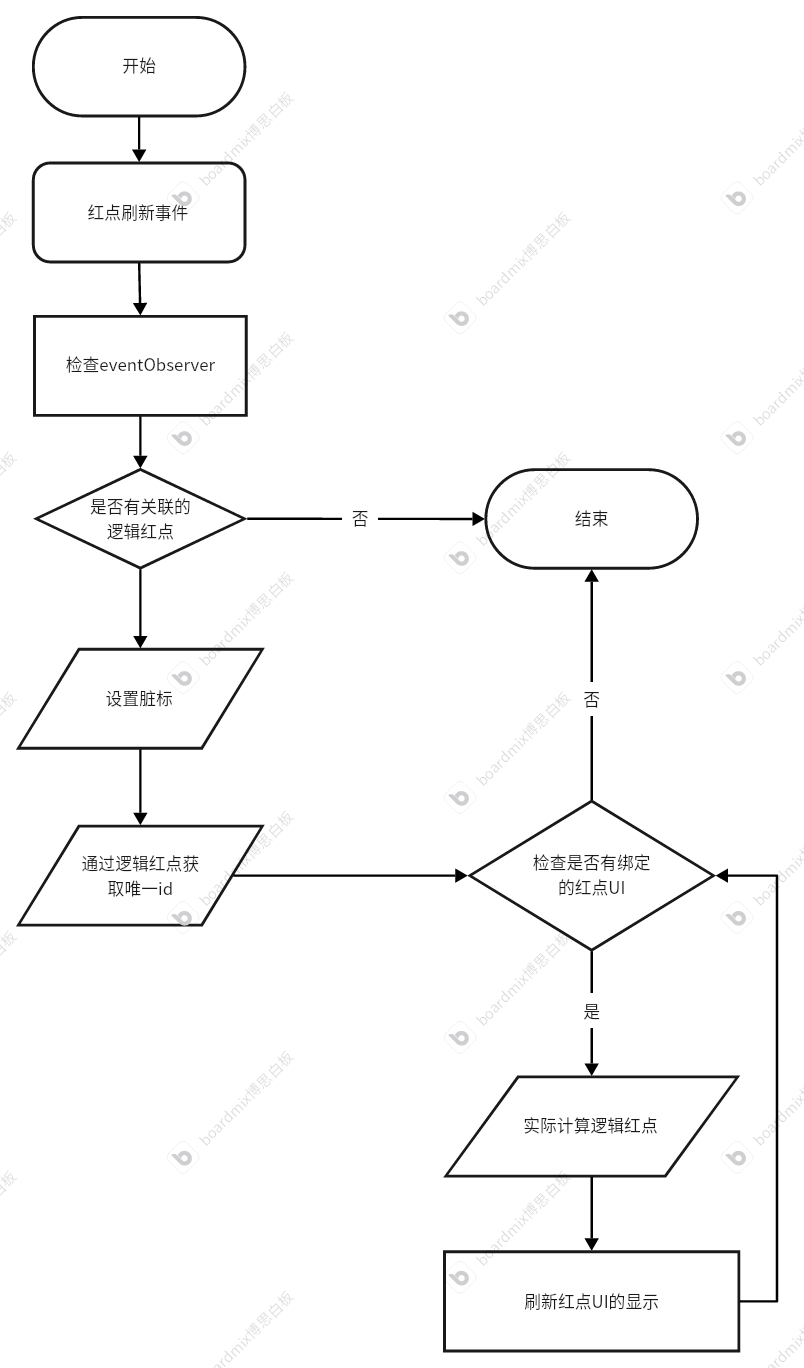 开始
红点刷新事件
检查eventObserver
是否有关联的
逻辑红点
否
结束
设置脏标
否
通过逻辑红点获
取唯一id
检查是否有绑定
的红点UI
是
实际计算逻辑红点
刷新红点UI的显示
boardmix博思白板